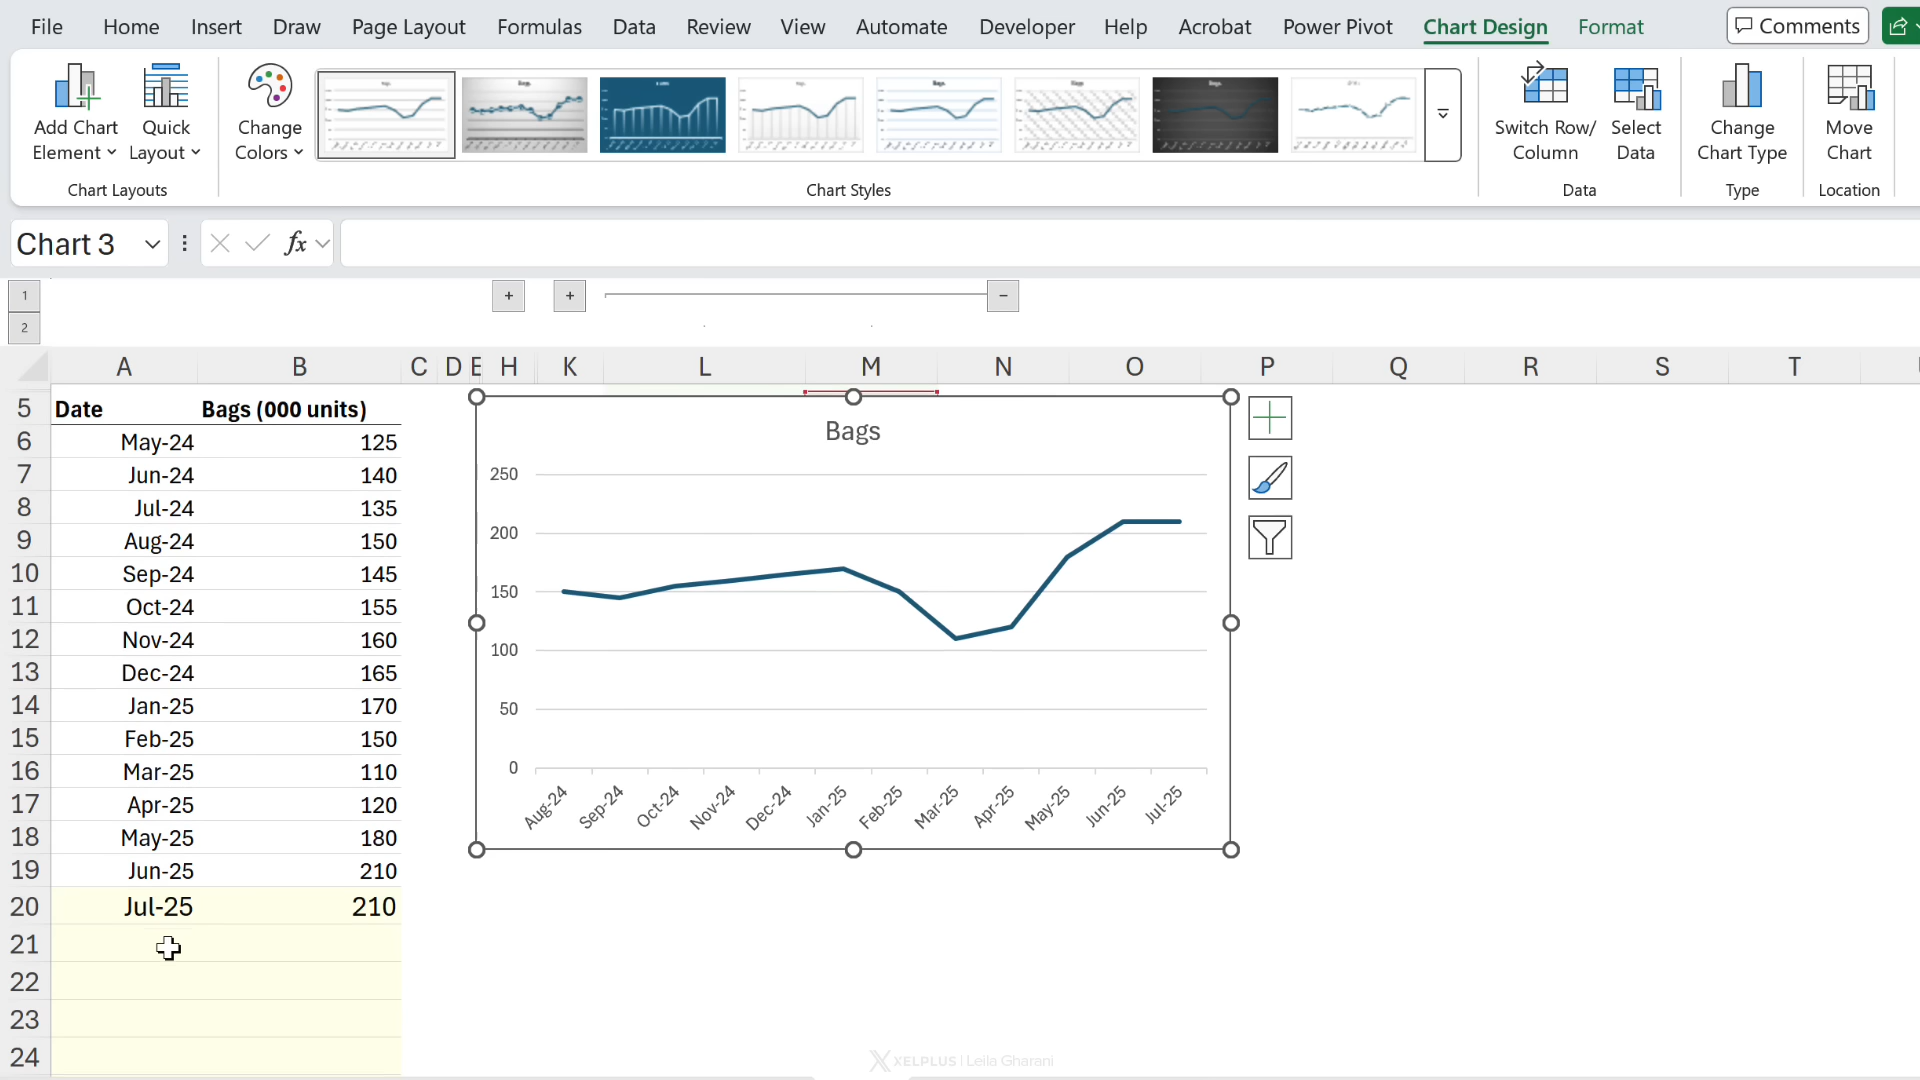 File Home Insert Draw Page Layout Formulas Data Review View Automate Developer Help Acrobat Power Pivot Chart Design Format Comments
Add Chart Element
Quick Layout
Change Colors
Switch Row/ Column
Select Data
Change Chart Type
Move Chart
Chart Layouts Chart Styles Data Type Location
Chart 3 fx
1
2
A B C D E H K L M N O P Q R S T
5 Date Bags (000 units)
6 May-24 125
7 Jun-24 140
8 Jul-24 135
9 Aug-24 150
10 Sep-24 145
11 Oct-24 155
12 Nov-24 160
13 Dec-24 165
14 Jan-25 170
15 Feb-25 150
16 Mar-25 110
17 Apr-25 120
18 May-25 180
19 Jun-25 210
20 Jul-25 210
21
22
23
24
Bags
250
200
150
100
50
0
Aug-24 Sep-24 Oct-24 Nov-24 Dec-24 Jan-25 Feb-25 Mar-25 Apr-25 May-25 Jun-25 Jul-25
XELPLUS | Leila Gharani